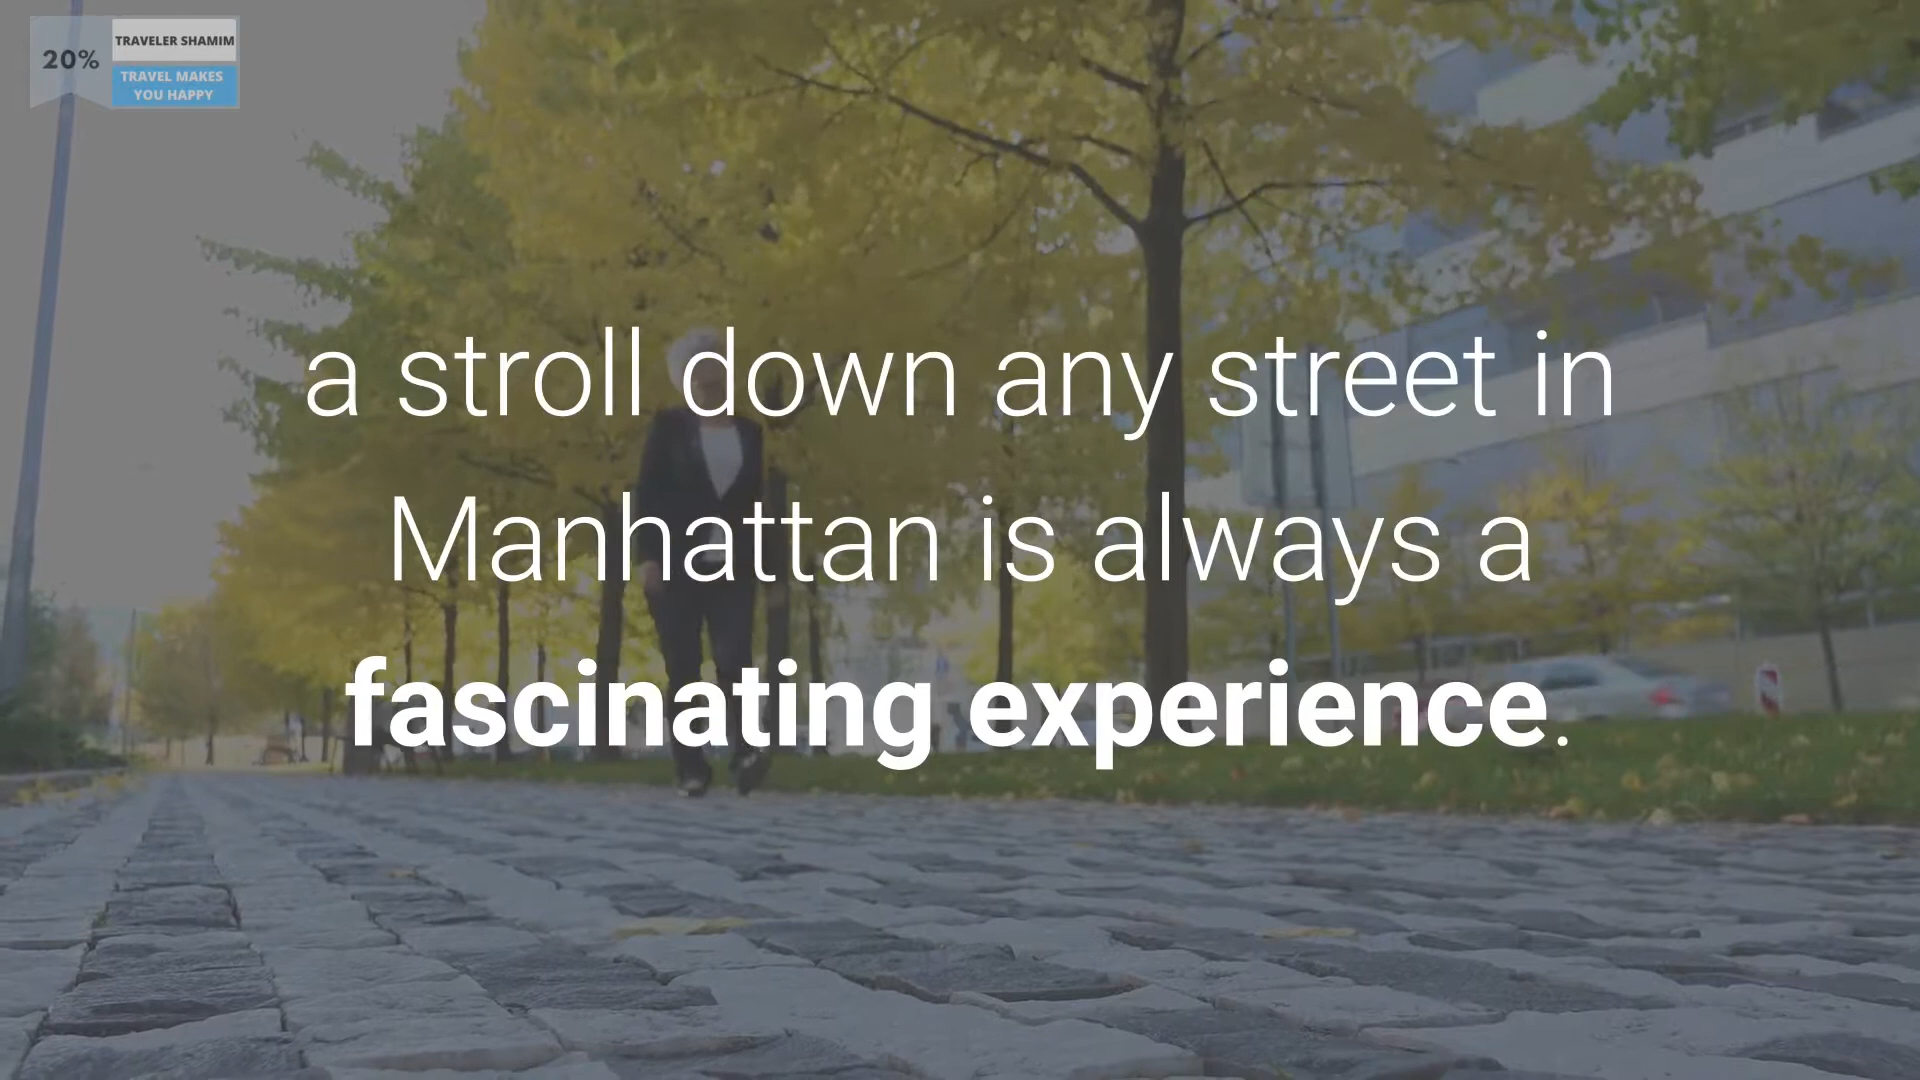 20%
TRAVELER SHAMIM
TRAVEL MAKES
YOU HAPPY
a stroll down any street in
Manhattan is always a
fascinating experience.